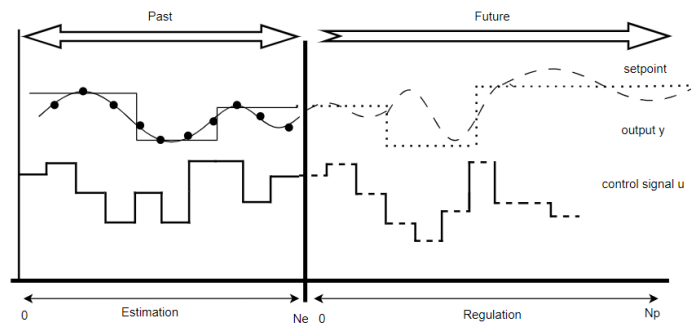 Past
Future
setpoint
output y
control signal u
0
Estimation
Ne
0
Regulation
Np